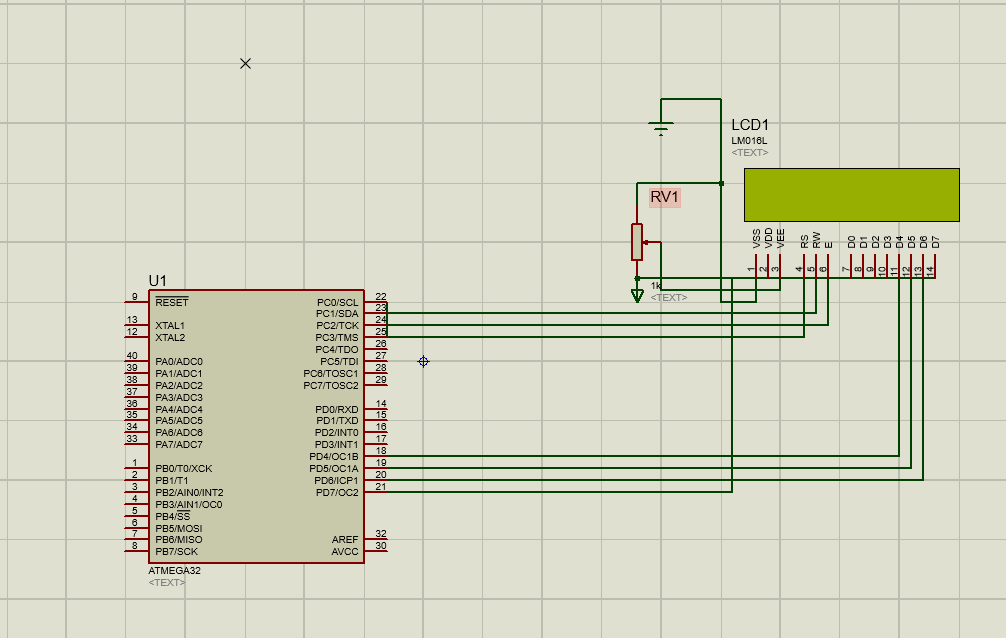 LCD1
LM016L
<TEXT>
RV1
1k
<TEXT>
VSS
VDD
VEE
RS
RW
E
D0
D1
D2
D3
D4
D5
D6
D7
1
2
3
4
5
6
7
8
9
10
11
12
13
14
U1
9 RESET PC0/SCL 22
PC1/SDA 23
13 XTAL1 PC2/TCK 24
12 XTAL2 PC3/TMS 25
PC4/TDO 26
40 PA0/ADC0 PC5/TDI 27
39 PA1/ADC1 PC6/TOSC1 28
38 PA2/ADC2 PC7/TOSC2 29
37 PA3/ADC3
36 PA4/ADC4 PD0/RXD 14
35 PA5/ADC5 PD1/TXD 15
34 PA6/ADC6 PD2/INT0 16
33 PA7/ADC7 PD3/INT1 17
PD4/OC1B 18
1 PB0/T0/XCK PD5/OC1A 19
2 PB1/T1 PD6/ICP1 20
3 PB2/AIN0/INT2 PD7/OC2 21
4 PB3/AIN1/OC0
5 PB4/SS
6 PB5/MOSI
7 PB6/MISO AREF 32
8 PB7/SCK AVCC 30
ATMEGA32
<TEXT>